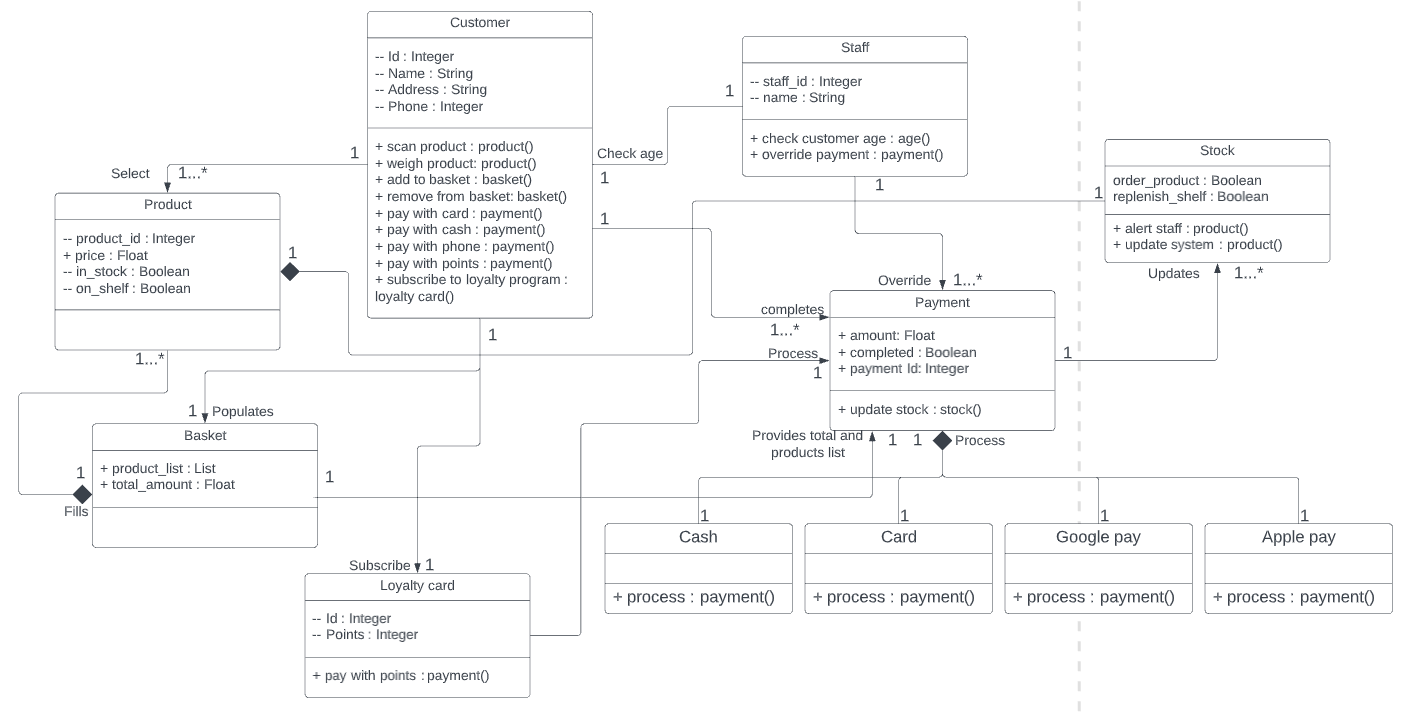 Customer
-- Id : Integer
-- Name : String
-- Address : String
-- Phone : Integer
+ scan product : product()
+ weigh product: product()
+ add to basket : basket()
+ remove from basket: basket()
+ pay with card : payment()
+ pay with cash : payment()
+ pay with phone : payment()
+ pay with points : payment()
+ subscribe to loyalty program :
loyalty card()
Staff
-- staff_id : Integer
-- name : String
+ check customer age : age()
+ override payment : payment()
1
Check age
1
1
1
Select
1...*
Product
-- product_id : Integer
+ price : Float
-- in_stock : Boolean
-- on_shelf : Boolean
1
1...*
Stock
order_product : Boolean
replenish_shelf : Boolean
+ alert staff : product()
+ update system : product()
1
1
Updates
1...*
Override
1...*
Payment
+ amount: Float
+ completed : Boolean
+ payment Id: Integer
+ update stock : stock()
completes
1...*
Process
1
1
1
1
Populates
Basket
+ product_list : List
+ total_amount : Float
1
Fills
1
Provides total and
products list
1
1
Process
Subscribe
1
Loyalty card
-- Id : Integer
-- Points : Integer
+ pay with points : payment()
1
Cash
+ process : payment()
1
Card
+ process : payment()
1
Google pay
+ process : payment()
1
Apple pay
+ process : payment()